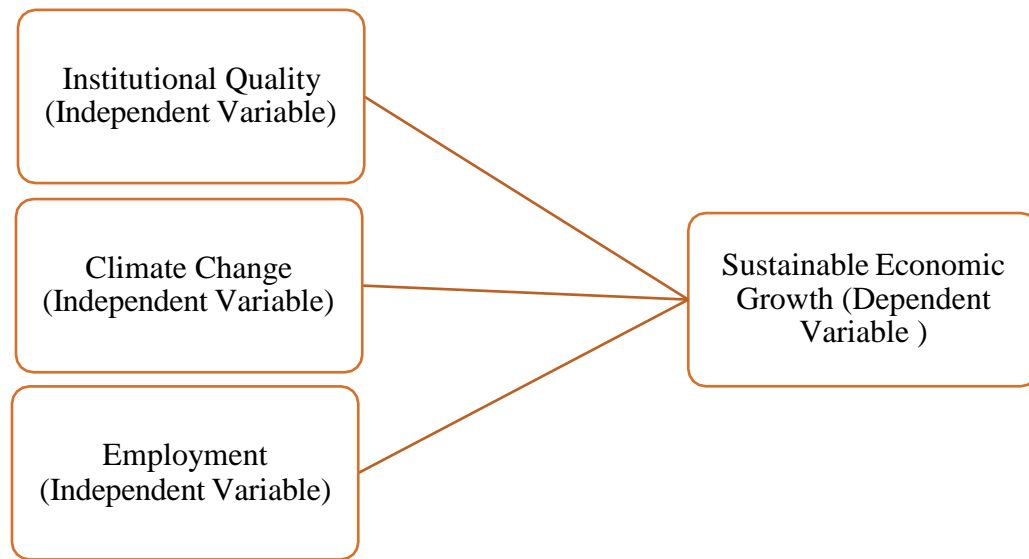 Institutional Quality
(Independent Variable)
Climate Change
(Independent Variable)
Employment
(Independent Variable)
Sustainable Economic
Growth (Dependent
Variable )